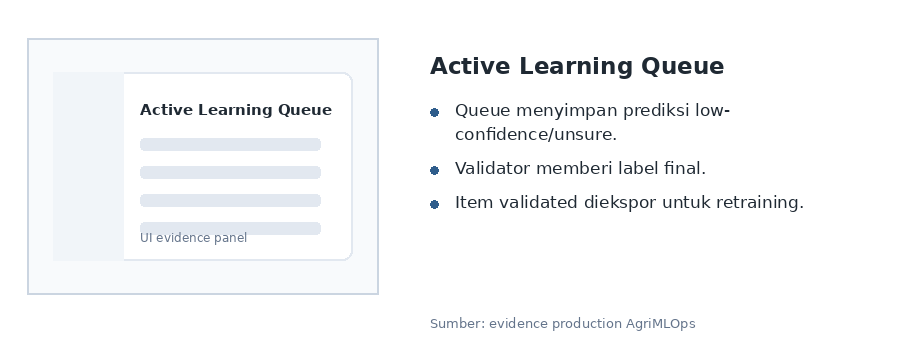 Active Learning Queue
UI evidence panel
Active Learning Queue
Queue menyimpan prediksi low-
confidence/unsure.
Validator memberi label final.
Item validated diekspor untuk retraining.
Sumber: evidence production AgriMLOps